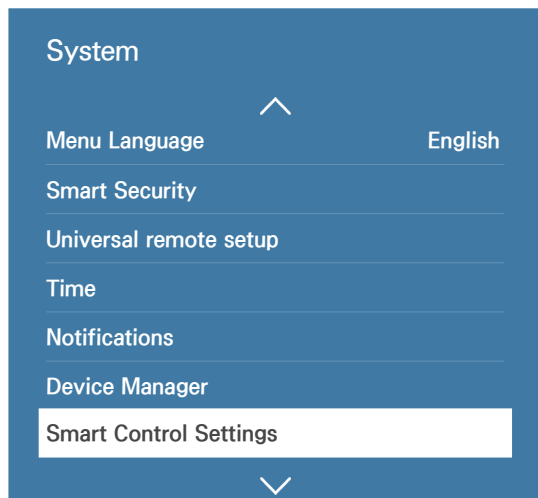 System
Menu Language English
Smart Security
Universal remote setup
Time
Notifications
Device Manager
Smart Control Settings